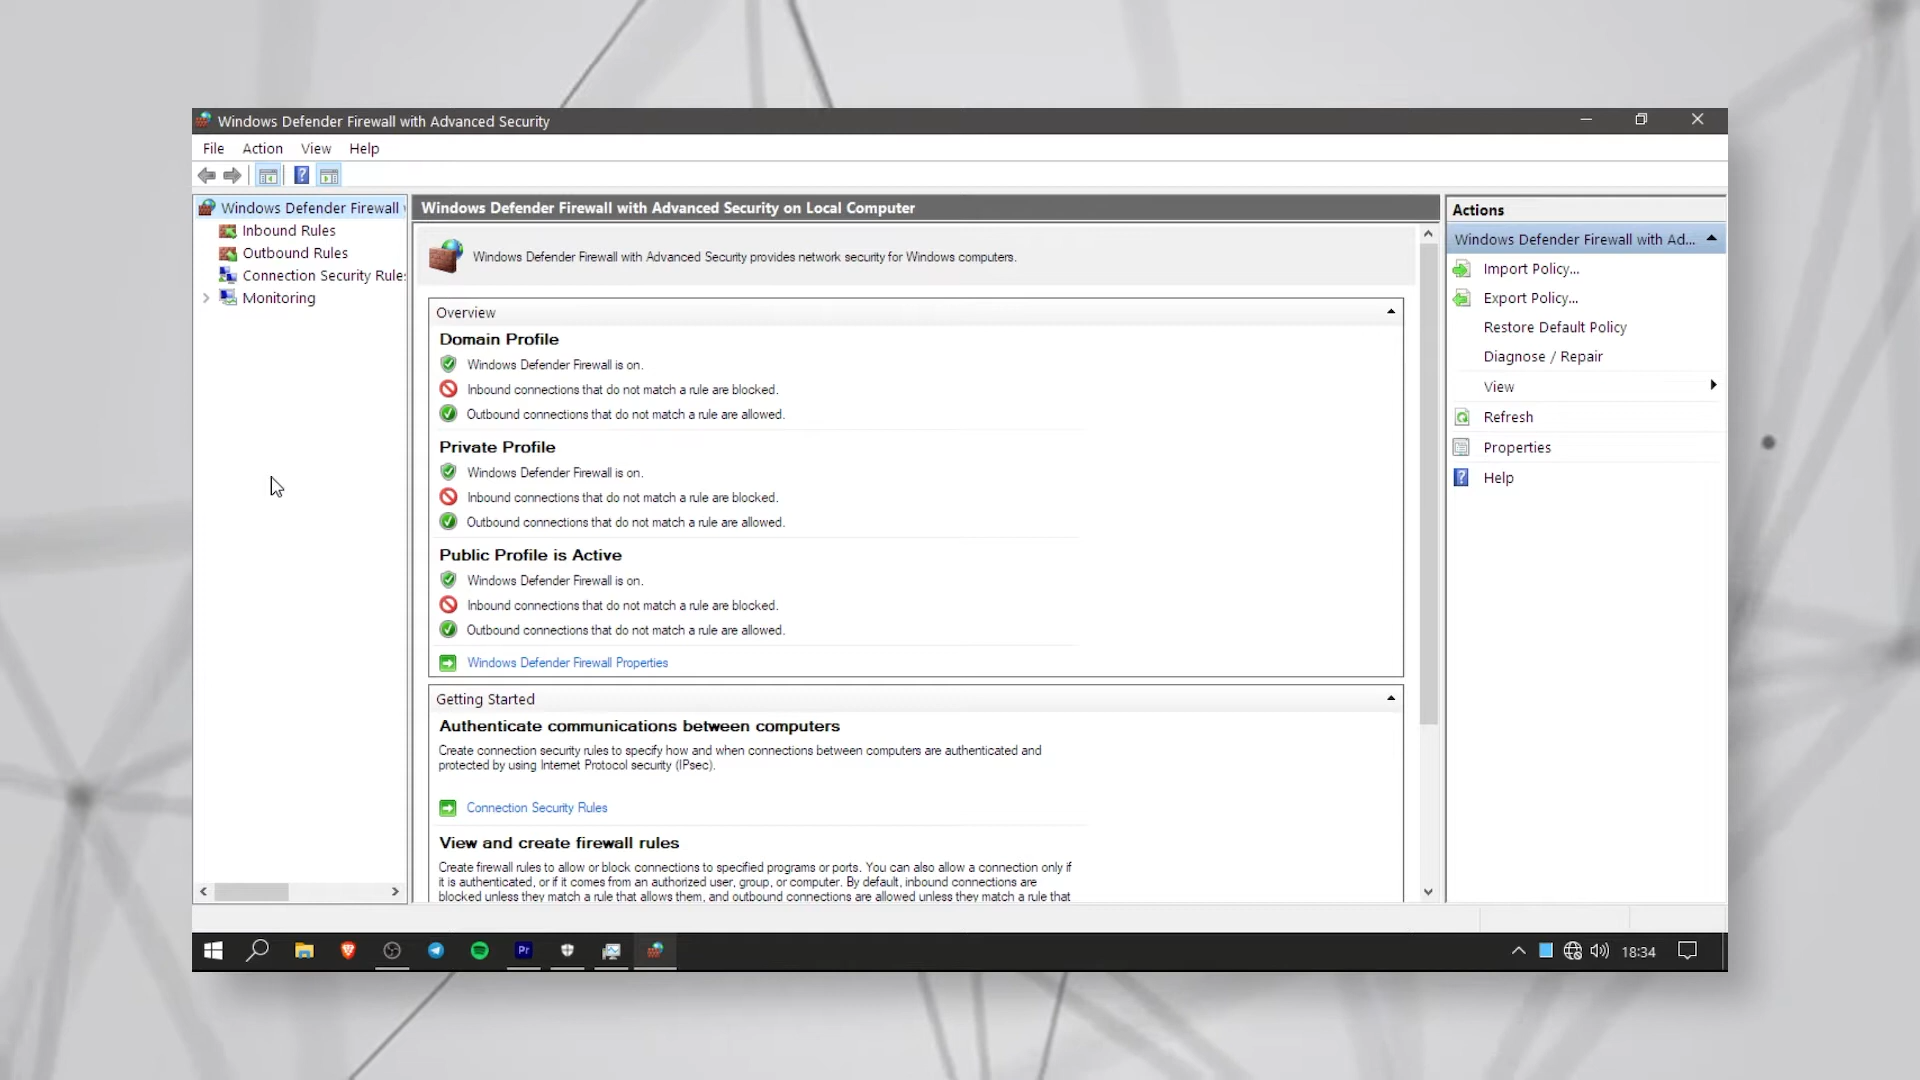 Windows Defender Firewall with Advanced Security
File Action View Help
Windows Defender Firewall
Inbound Rules
Outbound Rules
Connection Security Rule
Monitoring
Windows Defender Firewall with Advanced Security on Local Computer
Windows Defender Firewall with Advanced Security provides network security for Windows computers.
Overview
Domain Profile
Windows Defender Firewall is on.
Inbound connections that do not match a rule are blocked.
Outbound connections that do not match a rule are allowed.
Private Profile
Windows Defender Firewall is on.
Inbound connections that do not match a rule are blocked.
Outbound connections that do not match a rule are allowed.
Public Profile is Active
Windows Defender Firewall is on.
Inbound connections that do not match a rule are blocked.
Outbound connections that do not match a rule are allowed.
Windows Defender Firewall Properties
Getting Started
Authenticate communications between computers
Create connection security rules to specify how and when connections between computers are authenticated and
protected by using Internet Protocol security (IPsec).
Connection Security Rules
View and create firewall rules
Create firewall rules to allow or block connections to specified programs or ports. You can also allow a connection only if
it is authenticated, or if it comes from an authorized user, group, or computer. By default, inbound connections are
blocked unless they match a rule that allows them, and outbound connections are allowed unless they match a rule that
Actions
Windows Defender Firewall with Ad...
Import Policy...
Export Policy...
Restore Default Policy
Diagnose / Repair
View
Refresh
Properties
? Help
Pr
18:34